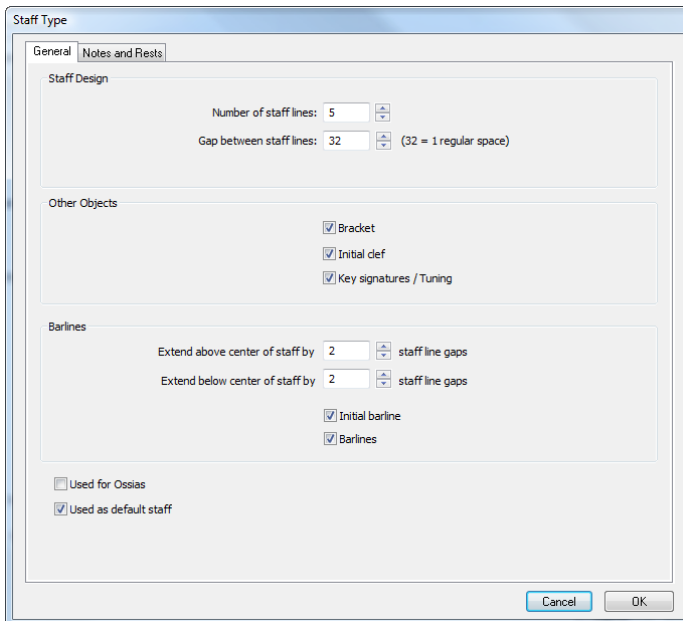 Staff Type
General Notes and Rests
Staff Design
Number of staff lines: 5
Gap between staff lines: 32 (32 = 1 regular space)
Other Objects
Bracket
Initial clef
Key signatures / Tuning
Barlines
Extend above center of staff by 2 staff line gaps
Extend below center of staff by 2 staff line gaps
Initial barline
Barlines
Used for Ossias
Used as default staff
Cancel OK